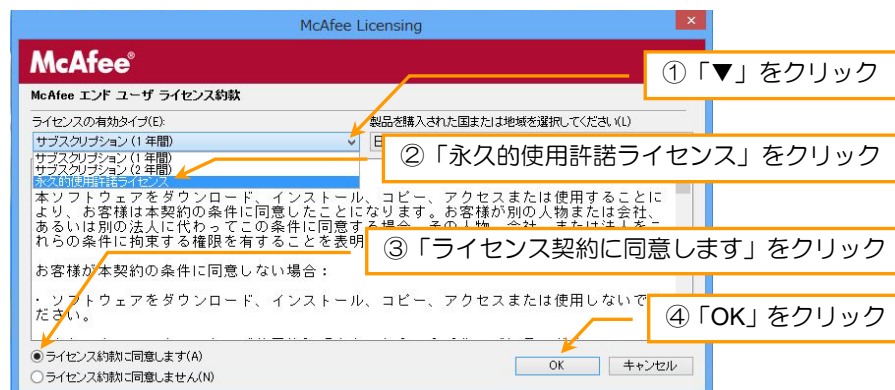 McAfee Licensing
×
McAfee®
①「▼」をクリック
McAfee エンド ユーザ ライセンス約款
ライセンスの有効タイプ(E):
製品を購入された国または地域を選択してください(L)
サブスクリプション (1 年間)
②「永久的使用許諾ライセンス」をクリック
サブスクリプション (1 年間)
サブスクリプション (2 年間)
永久的使用許諾ライセンス
本ソフトウェアをダウンロード、インストール、コピー、アクセスまたは使用することに
より、お客様は本契約の条件に同意したことになります。お客様が別の人物または会社、
あるいは別の法人に代わってこの条件に同意する場合、その人物、会社、または法人をこ
れらの条件に拘束する権限を有することを表明
③「ライセンス契約に同意します」をクリック
お客様が本契約の条件に同意しない場合：
・ ソフトウェアをダウンロード、インストール、コピー、アクセスまたは使用しないで
ださい。
④「OK」をクリック
ライセンス約款に同意します(A)
ライセンス約款に同意しません(N)
OK
キャンセル